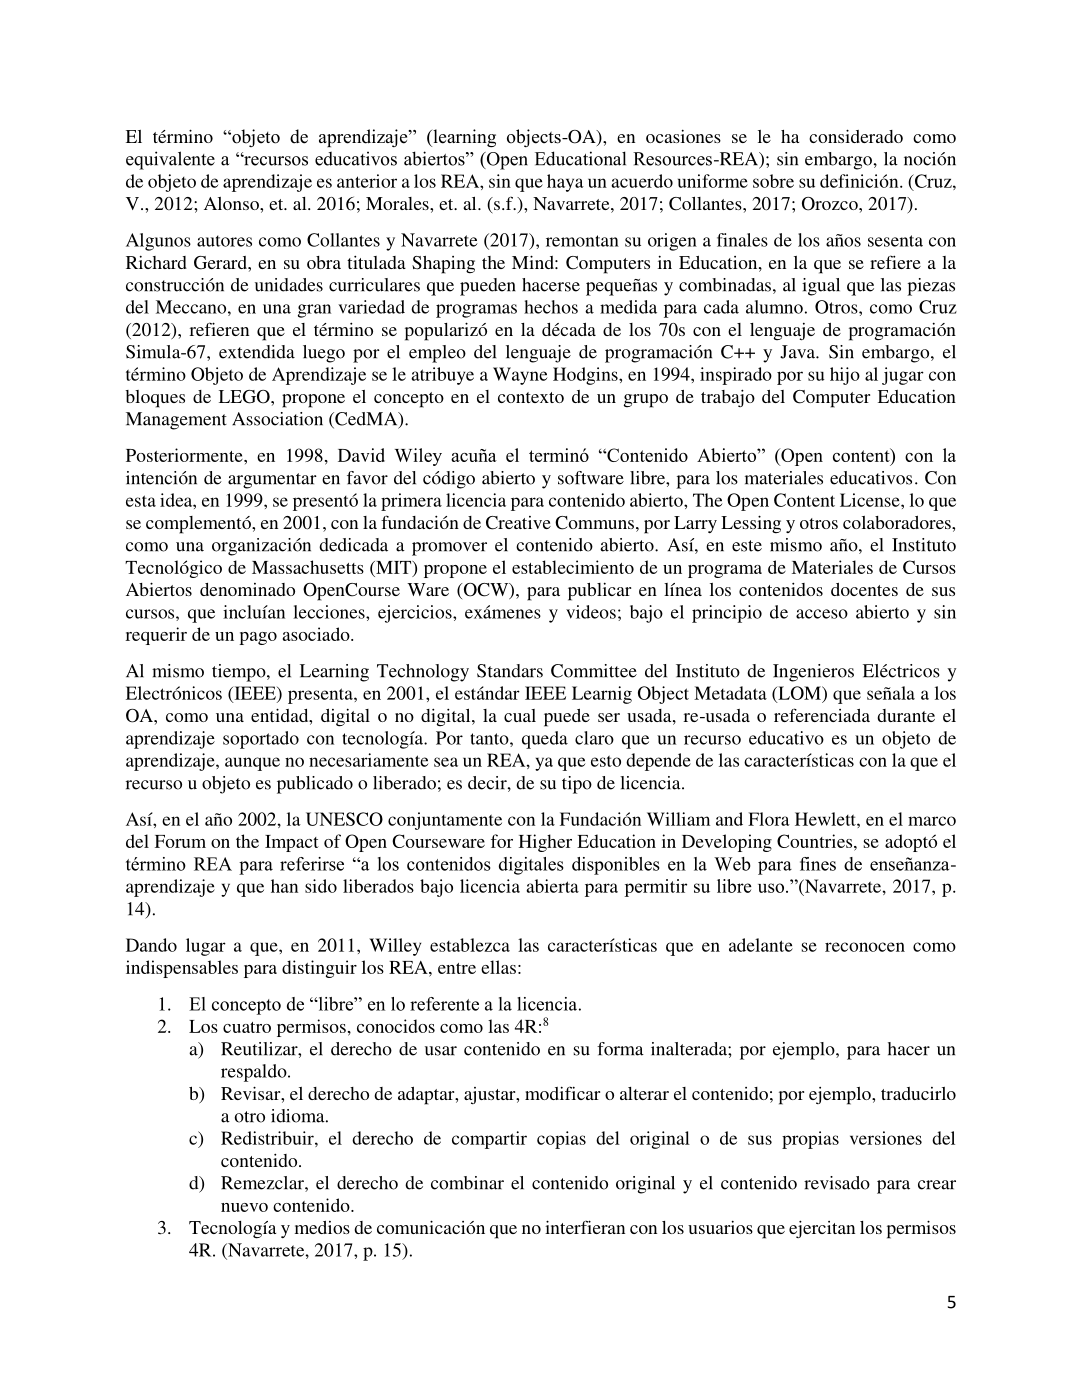 El término “objeto de aprendizaje” (learning objects-OA), en ocasiones se le ha considerado como
equivalente a “recursos educativos abiertos” (Open Educational Resources-REA); sin embargo, la noción
de objeto de aprendizaje es anterior a los REA, sin que haya un acuerdo uniforme sobre su definición. (Cruz,
V., 2012; Alonso, et. al. 2016; Morales, et. al. (s.f.), Navarrete, 2017; Collantes, 2017; Orozco, 2017).
Algunos autores como Collantes y Navarrete (2017), remontan su origen a finales de los años sesenta con
Richard Gerard, en su obra titulada Shaping the Mind: Computers in Education, en la que se refiere a la
construcción de unidades curriculares que pueden hacerse pequeñas y combinadas, al igual que las piezas
del Meccano, en una gran variedad de programas hechos a medida para cada alumno. Otros, como Cruz
(2012), refieren que el término se popularizó en la década de los 70s con el lenguaje de programación
Simula-67, extendida luego por el empleo del lenguaje de programación C++ y Java. Sin embargo, el
término Objeto de Aprendizaje se le atribuye a Wayne Hodgins, en 1994, inspirado por su hijo al jugar con
bloques de LEGO, propone el concepto en el contexto de un grupo de trabajo del Computer Education
Management Association (CedMA).
Posteriormente, en 1998, David Wiley acuña el terminó “Contenido Abierto” (Open content) con la
intención de argumentar en favor del código abierto y software libre, para los materiales educativos. Con
esta idea, en 1999, se presentó la primera licencia para contenido abierto, The Open Content License, lo que
se complementó, en 2001, con la fundación de Creative Communs, por Larry Lessing y otros colaboradores,
como una organización dedicada a promover el contenido abierto. Así, en este mismo año, el Instituto
Tecnológico de Massachusetts (MIT) propone el establecimiento de un programa de Materiales de Cursos
Abiertos denominado OpenCourse Ware (OCW), para publicar en línea los contenidos docentes de sus
cursos, que incluían lecciones, ejercicios, exámenes y videos; bajo el principio de acceso abierto y sin
requerir de un pago asociado.
Al mismo tiempo, el Learning Technology Standars Committee del Instituto de Ingenieros Eléctricos y
Electrónicos (IEEE) presenta, en 2001, el estándar IEEE Learnig Object Metadata (LOM) que señala a los
OA, como una entidad, digital o no digital, la cual puede ser usada, re-usada o referenciada durante el
aprendizaje soportado con tecnología. Por tanto, queda claro que un recurso educativo es un objeto de
aprendizaje, aunque no necesariamente sea un REA, ya que esto depende de las características con la que el
recurso u objeto es publicado o liberado; es decir, de su tipo de licencia.
Así, en el año 2002, la UNESCO conjuntamente con la Fundación William and Flora Hewlett, en el marco
del Forum on the Impact of Open Courseware for Higher Education in Developing Countries, se adoptó el
término REA para referirse “a los contenidos digitales disponibles en la Web para fines de enseñanza-
aprendizaje y que han sido liberados bajo licencia abierta para permitir su libre uso.”(Navarrete, 2017, p.
14).
Dando lugar a que, en 2011, Willey establezca las características que en adelante se reconocen como
indispensables para distinguir los REA, entre ellas:
1. El concepto de “libre” en lo referente a la licencia.
2. Los cuatro permisos, conocidos como las 4R:8
a) Reutilizar, el derecho de usar contenido en su forma inalterada; por ejemplo, para hacer un
respaldo.
b) Revisar, el derecho de adaptar, ajustar, modificar o alterar el contenido; por ejemplo, traducirlo
a otro idioma.
c) Redistribuir, el derecho de compartir copias del original o de sus propias versiones del
contenido.
d) Remezclar, el derecho de combinar el contenido original y el contenido revisado para crear
nuevo contenido.
3. Tecnología y medios de comunicación que no interfieran con los usuarios que ejercitan los permisos
4R. (Navarrete, 2017, p. 15).
5